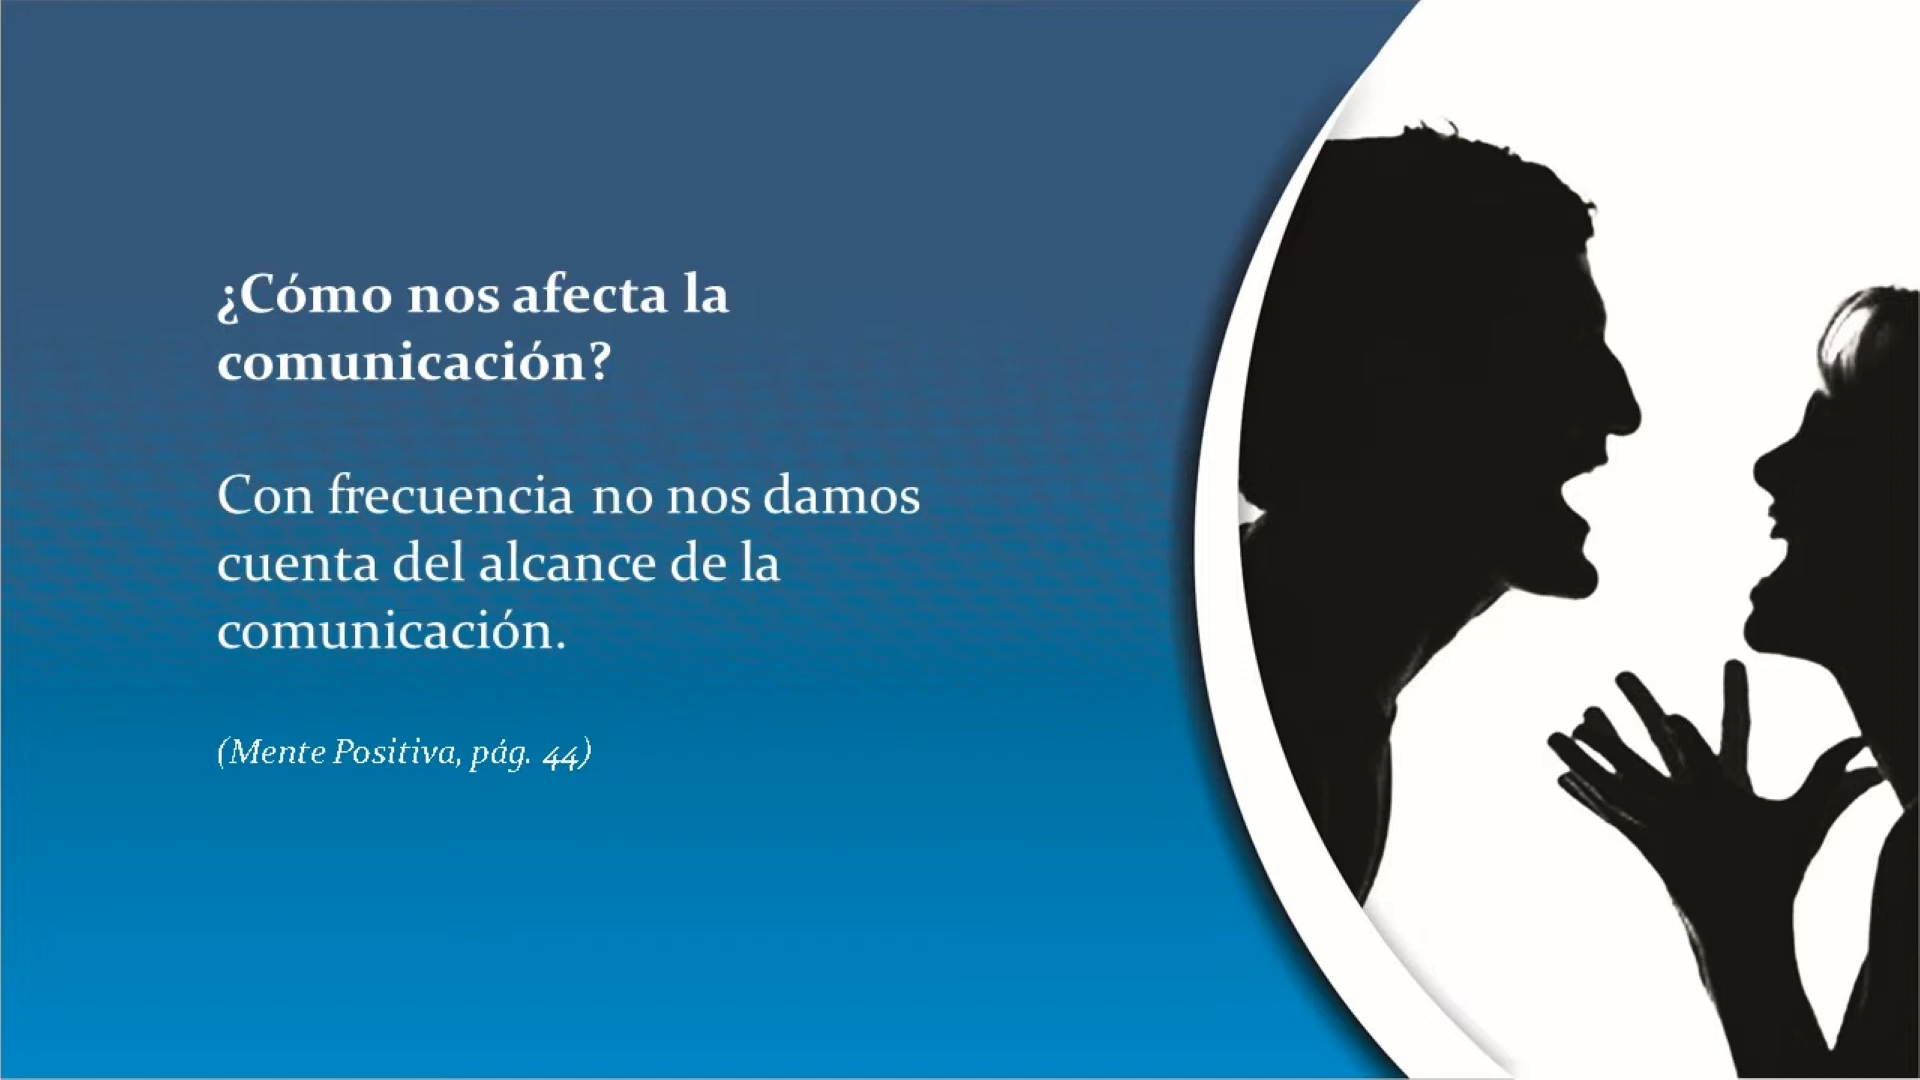 ¿Cómo nos afecta la
comunicación?
Con frecuencia no nos damos
cuenta del alcance de la
comunicación.
(Mente Positiva, pág. 44)